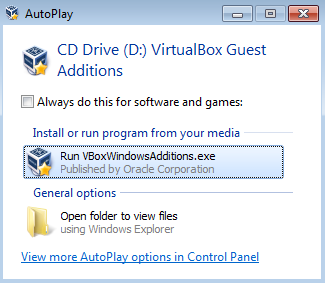 AutoPlay
CD Drive (D:) VirtualBox Guest
Additions
Always do this for software and games:
Install or run program from your media
Run VBoxWindowsAdditions.exe
Published by Oracle Corporation
General options
Open folder to view files
using Windows Explorer
View more AutoPlay options in Control Panel